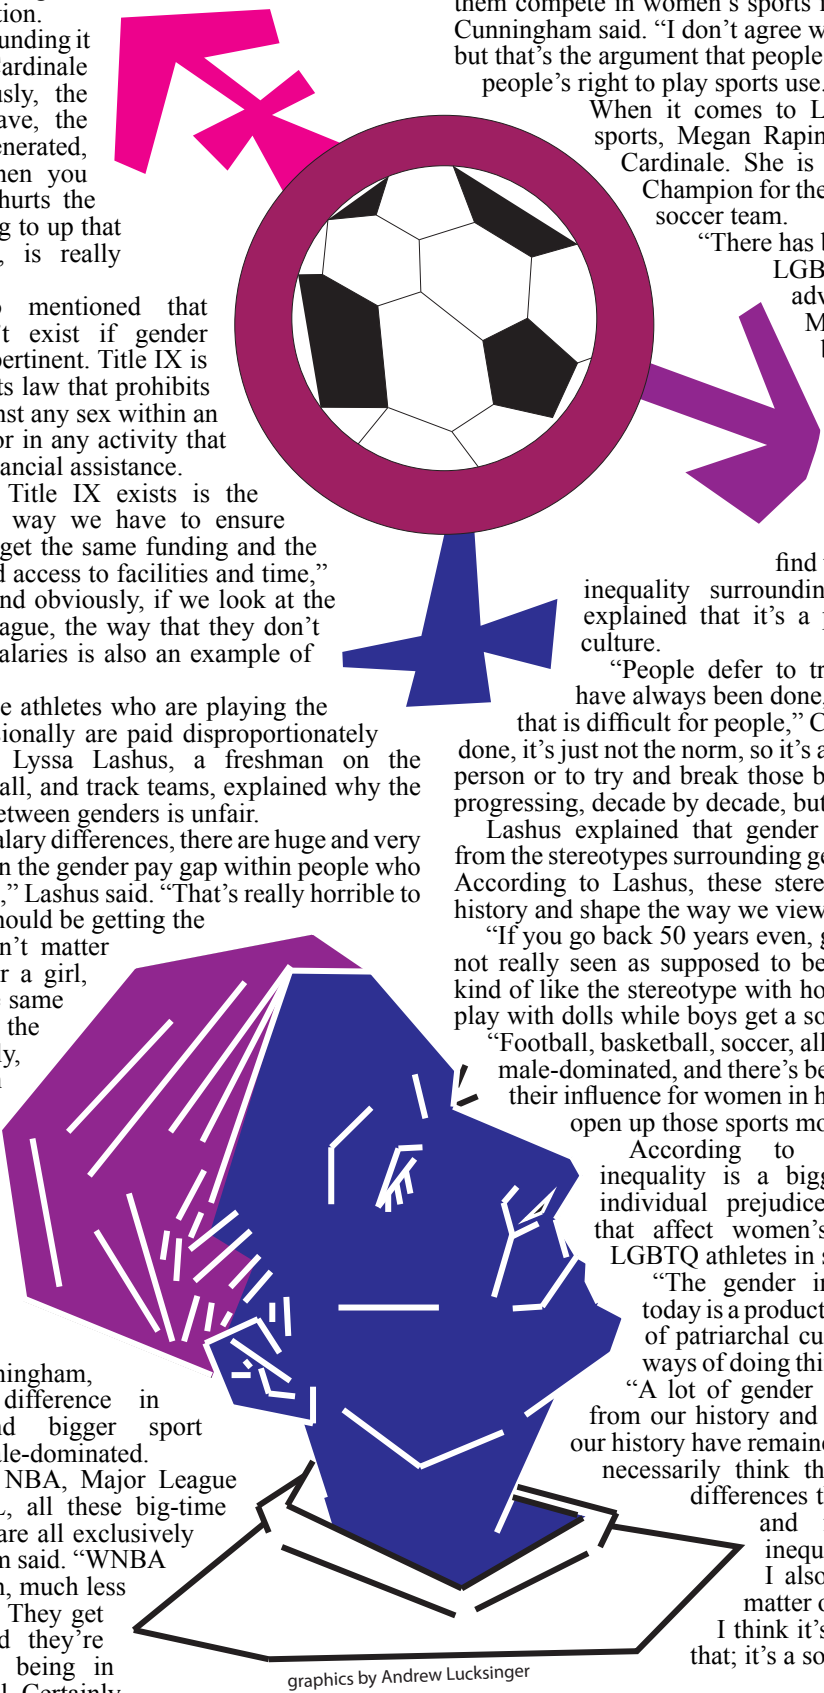 tion.
unding it
Cardinale
usly, the
ave, the
enerated,
hen you
hurts the
g to up that
, is really
mentioned that
't exist if gender
pertinent. Title IX is
ts law that prohibits
nst any sex within an
or in any activity that
ancial assistance.
Title IX exists is the
way we have to ensure
get the same funding and the
d access to facilities and time,”
nd obviously, if we look at the
ague, the way that they don’t
alaries is also an example of
e athletes who are playing the
sionally are paid disproportionately
Lyssa Lashus, a freshman on the
all, and track teams, explained why the
etween genders is unfair.
alary differences, there are huge and very
n the gender pay gap within people who
,” Lashus said. “That’s really horrible to
hould be getting the
n’t matter
r a girl,
same
the
ly,
ningham,
difference in
nd bigger sport
ale-dominated.
NBA, Major League
L, all these big-time
are all exclusively
m said. “WNBA
n, much less
They get
d they’re
being in
l Certainly
them compete in women’s sports
Cunningham said. “I don’t agree w
but that’s the argument that people
people’s right to play sports use.
When it comes to L
sports, Megan Rapin
Cardinale. She is
Champion for the
soccer team.
“There has b
LGB
adv
M
find
inequality surroundin
explained that it’s a p
culture.
“People defer to tr
have always been done,
that is difficult for people,” C
done, it’s just not the norm, so it’s a
person or to try and break those b
progressing, decade by decade, but
Lashus explained that gender
from the stereotypes surrounding ge
According to Lashus, these stere
history and shape the way we view
“If you go back 50 years even, g
not really seen as supposed to be
kind of like the stereotype with ho
play with dolls while boys get a so
“Football, basketball, soccer, all
male-dominated, and there’s be
their influence for women in h
open up those sports mo
According to
inequality is a bigg
individual prejudice
that affect women’s
LGBTQ athletes in s
“The gender in
today is a product
of patriarchal cu
ways of doing thi
“A lot of gender
from our history and
our history have remaine
necessarily think th
differences t
and
inequ
I also
matter o
I think it’s
that; it’s a so
graphics by Andrew Lucksinger